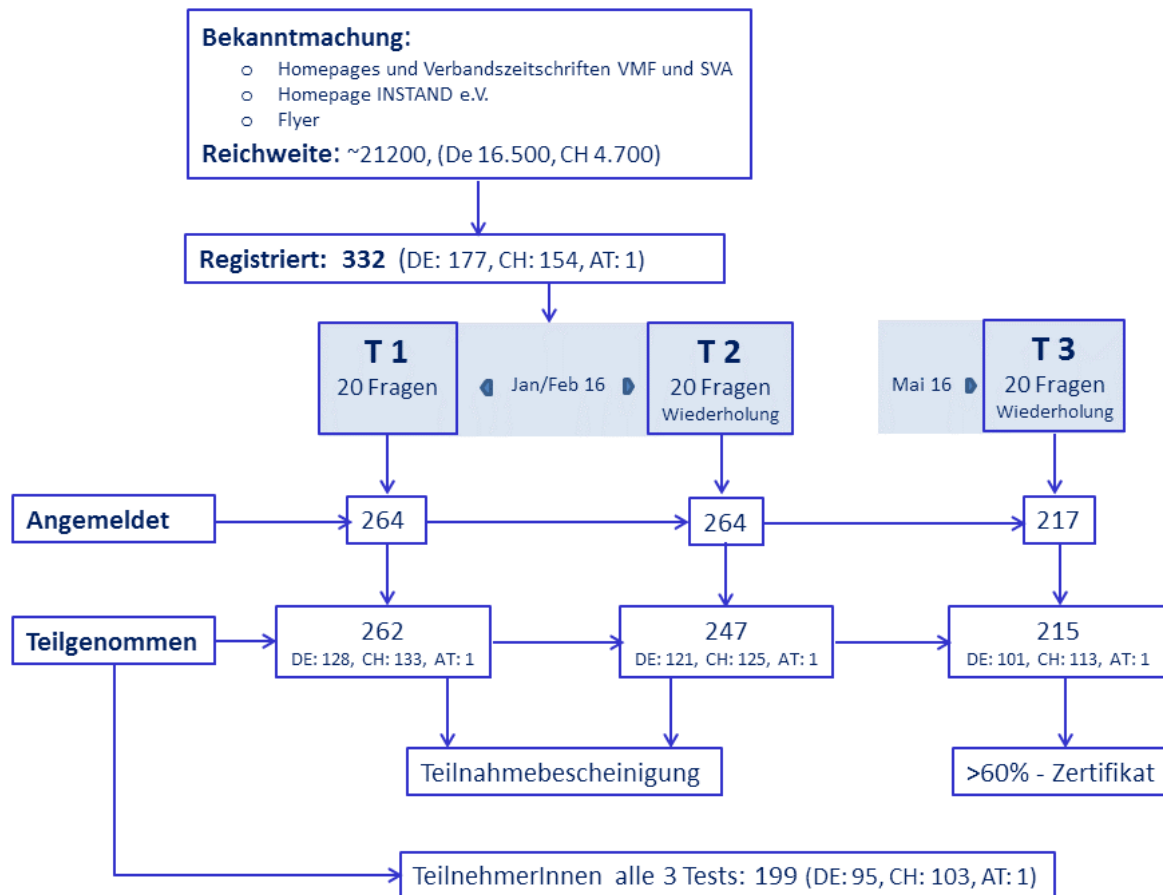 Bekanntmachung:
o Homepages und Verbandszeitschriften VMF und SVA
o Homepage INSTAND e.V.
o Flyer
Reichweite: ~21200, (De 16.500, CH 4.700)
Registriert: 332 (DE: 177, CH: 154, AT: 1)
T 1
20 Fragen
Jan/Feb 16
T 2
20 Fragen
Wiederholung
Mai 16
T 3
20 Fragen
Wiederholung
Angemeldet
264
264
217
Teilgenommen
262
DE: 128, CH: 133, AT: 1
247
DE: 121, CH: 125, AT: 1
215
DE: 101, CH: 113, AT: 1
Teilnahmebescheinigung
>60% - Zertifikat
TeilnehmerInnen alle 3 Tests: 199 (DE: 95, CH: 103, AT: 1)